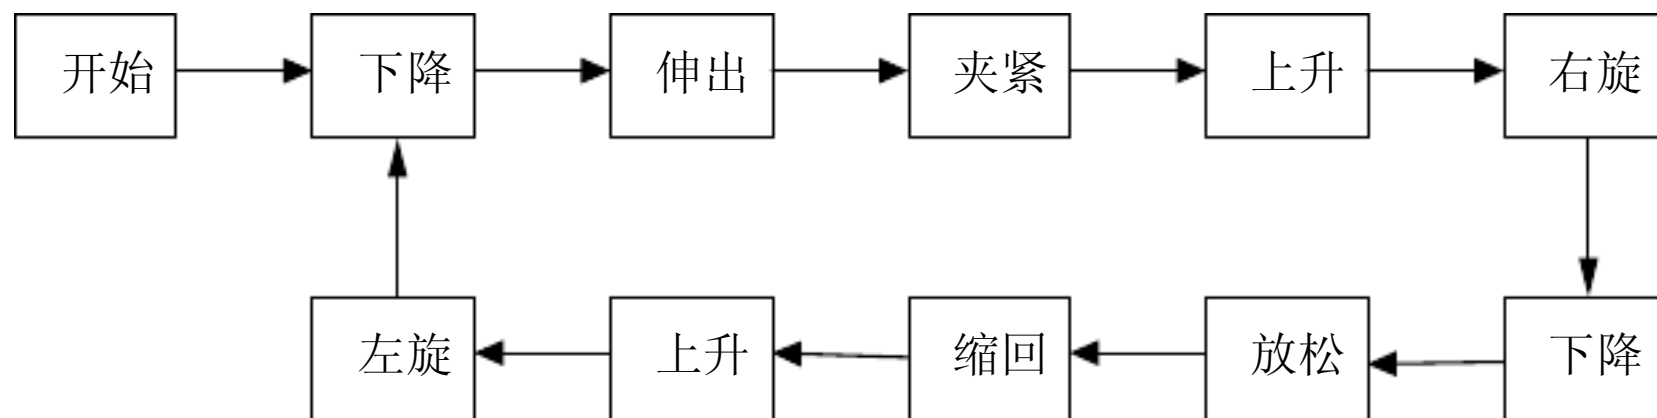 开始 下降 伸出 夹紧 上升 右旋
左旋 上升 缩回 放松 下降